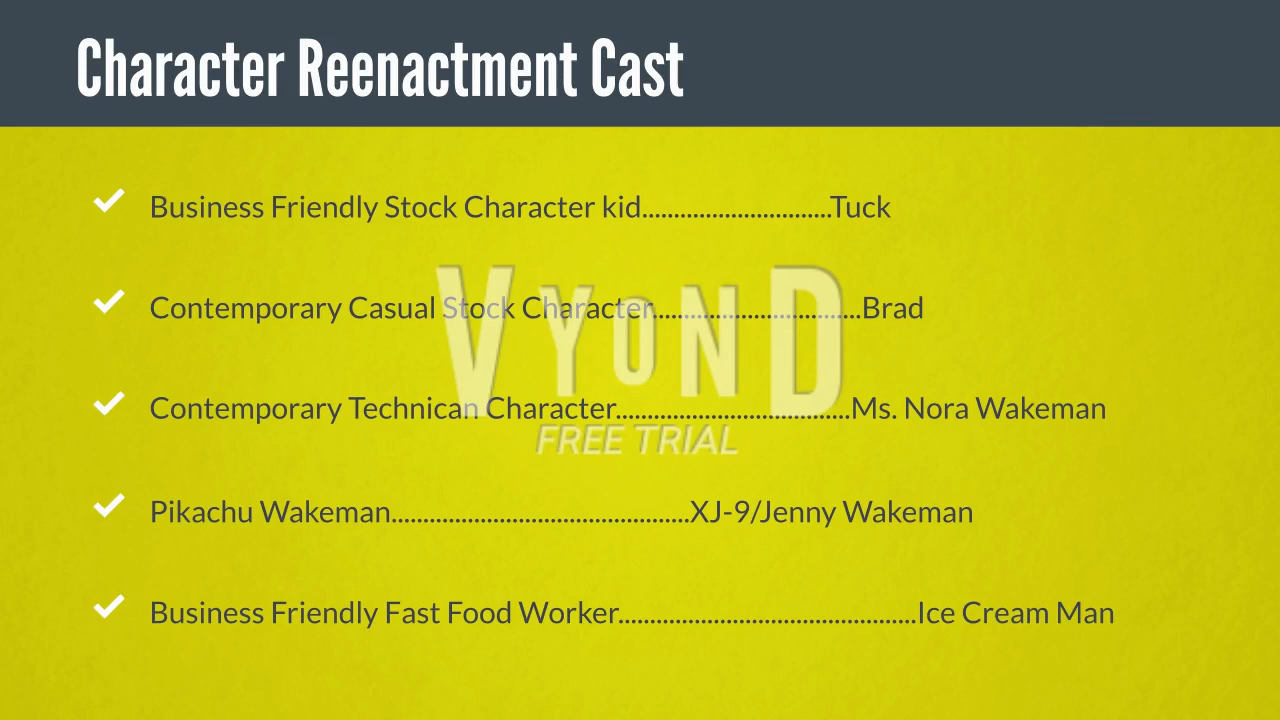 Character Reenactment Cast
Business Friendly Stock Character kid..............................Tuck
Contemporary Casual Stock Character.................................Brad
Contemporary Technican Character.....................................Ms. Nora Wakeman
Pikachu Wakeman...............................................XJ-9/Jenny Wakeman
Business Friendly Fast Food Worker...............................................Ice Cream Man
VYOND
FREE TRIAL